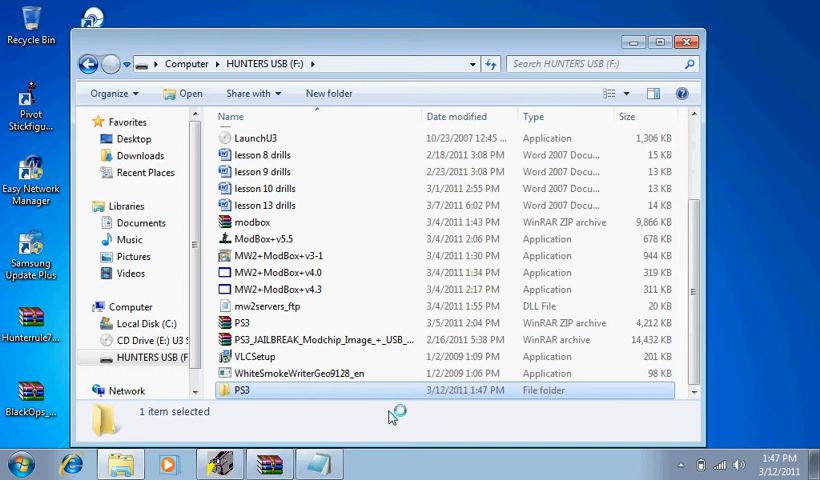 Recycle Bin
Pivot
Stickfigu...
Easy Network
Manager
Samsung
Update Plus
Hunterrule7...
BlackOps_...
Computer HUNTERS USB (F:)
Search HUNTERS USB (F:)
Organize Open Share with New folder
Favorites
Desktop
Downloads
Recent Places
Libraries
Documents
Music
Pictures
Videos
Computer
Local Disk (C:)
CD Drive (E:) U3 S
HUNTERS USB (F
Network
Name Date modified Type Size
LaunchU3 10/23/2007 12:45 ... Application 1,306 KB
lesson 8 drills 2/18/2011 3:08 PM Word 2007 Docu... 15 KB
lesson 9 drills 2/23/2011 3:08 PM Word 2007 Docu... 13 KB
lesson 10 drills 3/1/2011 2:55 PM Word 2007 Docu... 13 KB
lesson 13 drills 3/7/2011 6:02 PM Word 2007 Docu... 14 KB
modbox 3/4/2011 1:43 PM WinRAR ZIP archive 9,866 KB
ModBox+v5.5 3/4/2011 2:06 PM Application 678 KB
MW2+ModBox+v3-1 3/4/2011 1:30 PM Application 944 KB
MW2+ModBox+v4.0 3/4/2011 1:34 PM Application 319 KB
MW2+ModBox+v4.3 3/4/2011 2:17 PM Application 311 KB
mw2servers_ftp 3/4/2011 1:55 PM DLL File 20 KB
PS3 3/5/2011 2:04 PM WinRAR ZIP archive 4,212 KB
PS3_JAILBREAK_Modchip_Image_+_USB_... 2/16/2011 5:38 PM WinRAR ZIP archive 14,432 KB
VLCSetup 1/2/2009 1:09 PM Application 201 KB
WhiteSmokeWriterGeo9128_en 1/2/2009 1:06 PM Application 98 KB
PS3 3/12/2011 1:47 PM File folder
1 item selected
1:47 PM
3/12/2011